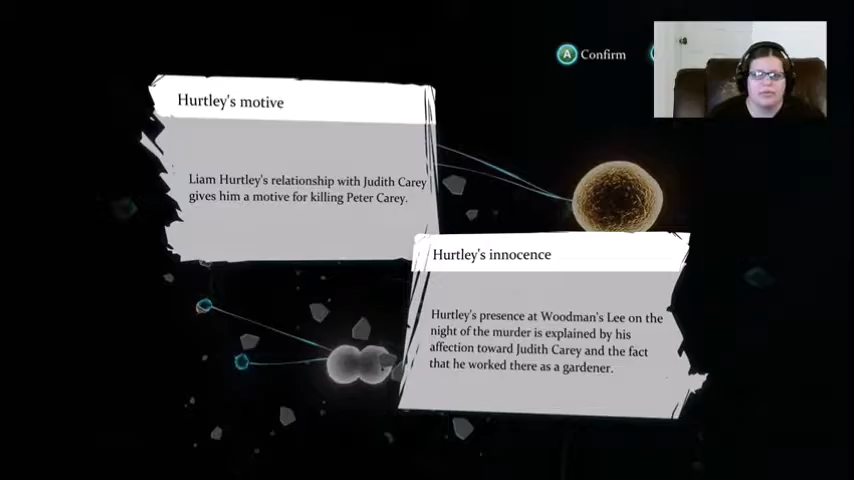 A Confirm
Hurtley's motive
Liam Hurtley's relationship with Judith Carey
gives him a motive for killing Peter Carey.
Hurtley's innocence
Hurtley's presence at Woodman's Lee on the
night of the murder is explained by his
affection toward Judith Carey and the fact
that he worked there as a gardener.